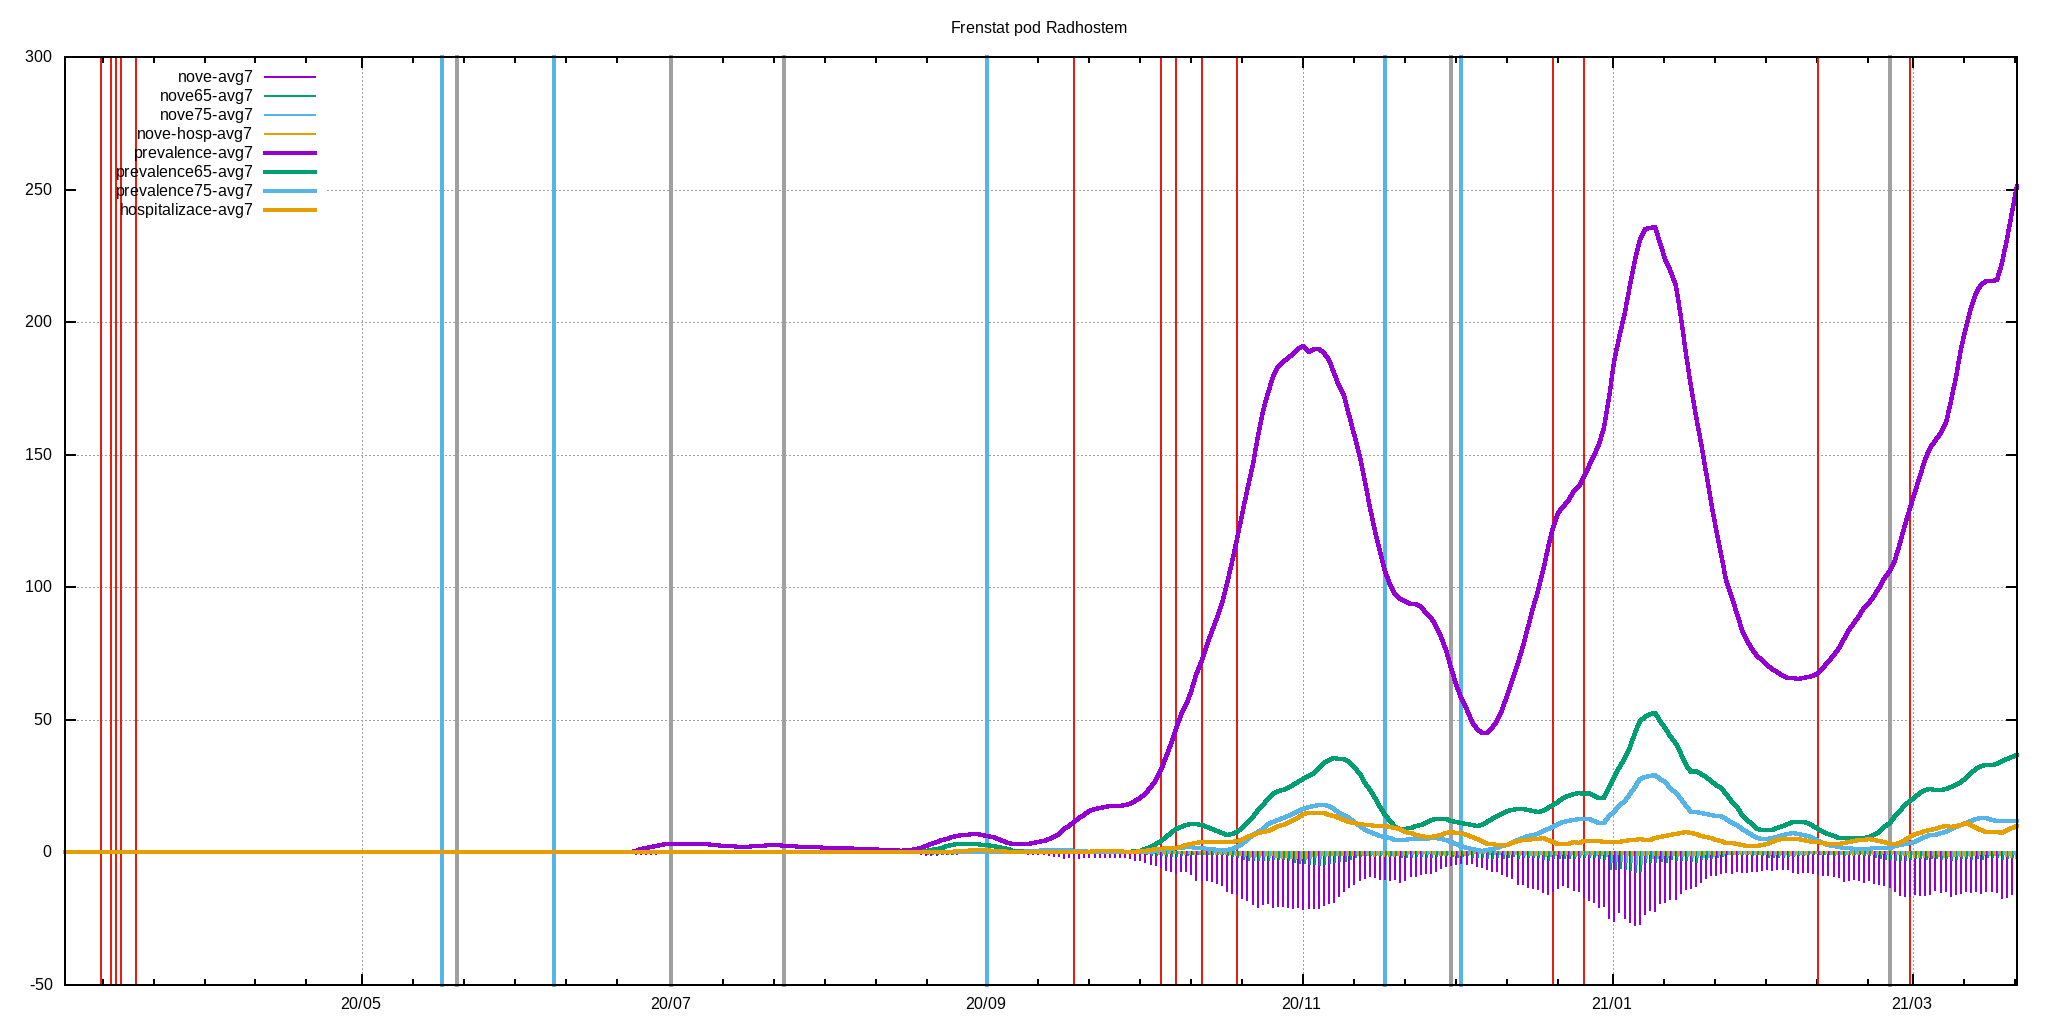 Frenstat pod Radhostem
300
250
200
150
100
50
0
-50
nove-avg7
nove65-avg7
nove75-avg7
nove-hosp-avg7
prevalence-avg7
prevalence65-avg7
prevalence75-avg7
hospitalizace-avg7
20/05 20/07 20/09 20/11 21/01 21/03